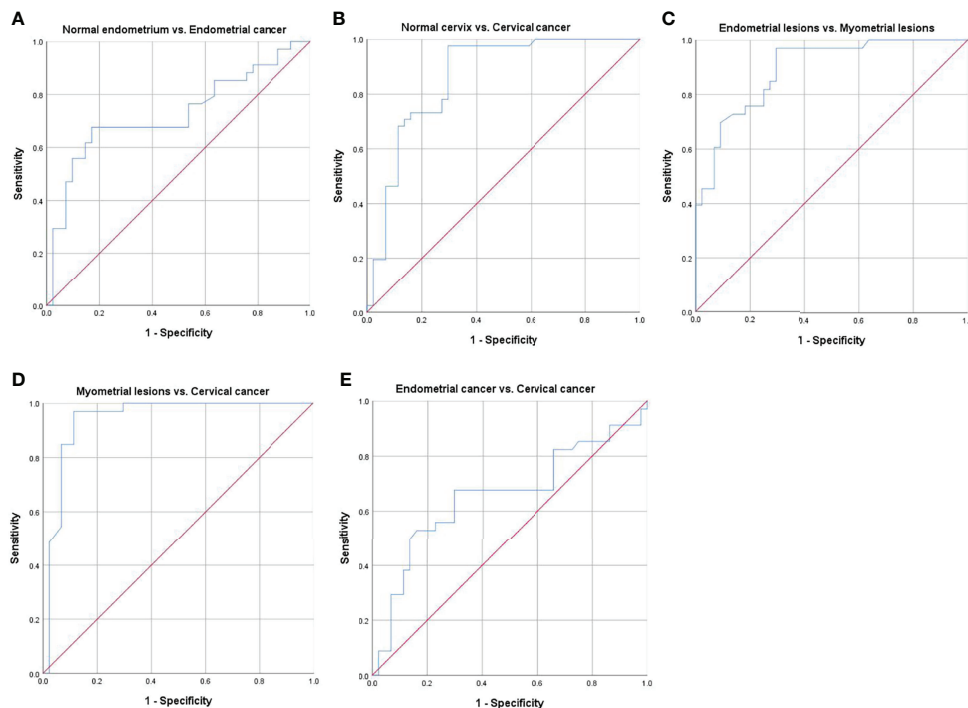 A
Normal endometrium vs. Endometrial cancer
1.0
0.8
0.6
0.4
0.2
0.0
Sensitivity
0.0 0.2 0.4 0.6 0.8 1.0
1 - Specificity
B
Normal cervix vs. Cervical cancer
1.0
0.8
0.6
0.4
0.2
0.0
Sensitivity
0.0 0.2 0.4 0.6 0.8 1.0
1 - Specificity
C
Endometrial lesions vs. Myometrial lesions
1.0
0.8
0.6
0.4
0.2
0.0
Sensitivity
0.0 0.2 0.4 0.6 0.8 1.0
1 - Specificity
D
Myometrial lesions vs. Cervical cancer
1.0
0.8
0.6
0.4
0.2
0.0
Sensitivity
0.0 0.2 0.4 0.6 0.8 1.0
1 - Specificity
E
Endometrial cancer vs. Cervical cancer
1.0
0.8
0.6
0.4
0.2
0.0
Sensitivity
0.0 0.2 0.4 0.6 0.8 1.0
1 - Specificity